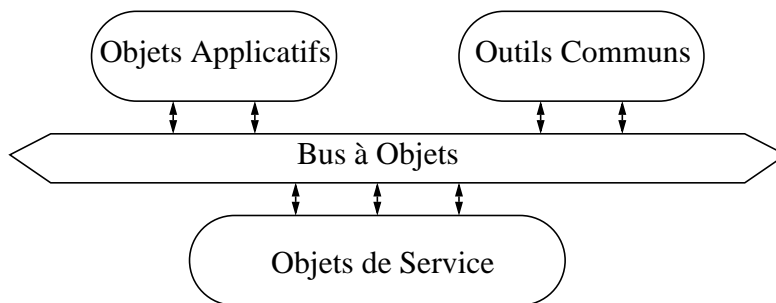 Objets Applicatifs
Outils Communs
Bus à Objets
Objets de Service